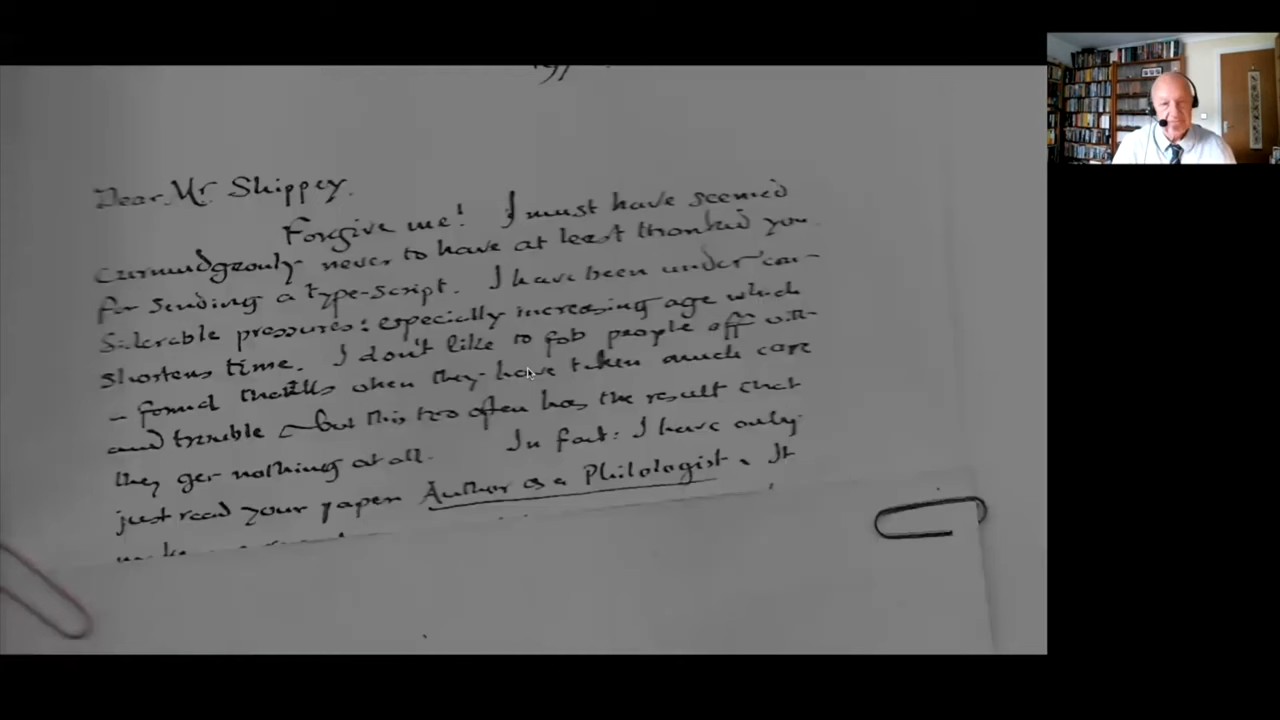 197
Dear Mr Shippey.
Forgive me! I must have seemed
curmudgeonly never to have at least thanked you
for sending a type-script. I have been under con-
siderable pressures: especially increasing age which
shortens time. I don't like to fob people off with
- formal thanks when they have taken much care
and trouble - but this too often has the result that
they get nothing at all. In fact: I have only
just read your paper Author as a Philologist. It